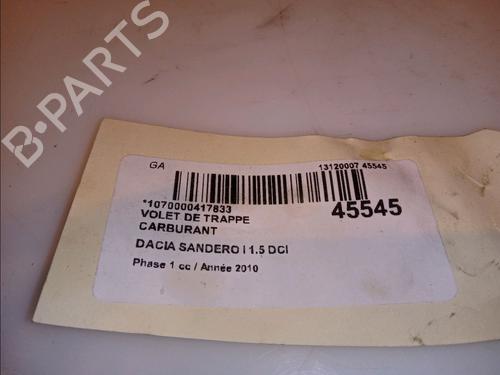 B-PARTS
GA
13120007 45545
*1070000417833
45545
VOLET DE TRAPPE
CARBURANT
DACIA SANDERO I 1.5 DCI
Phase 1 cc / Année 2010